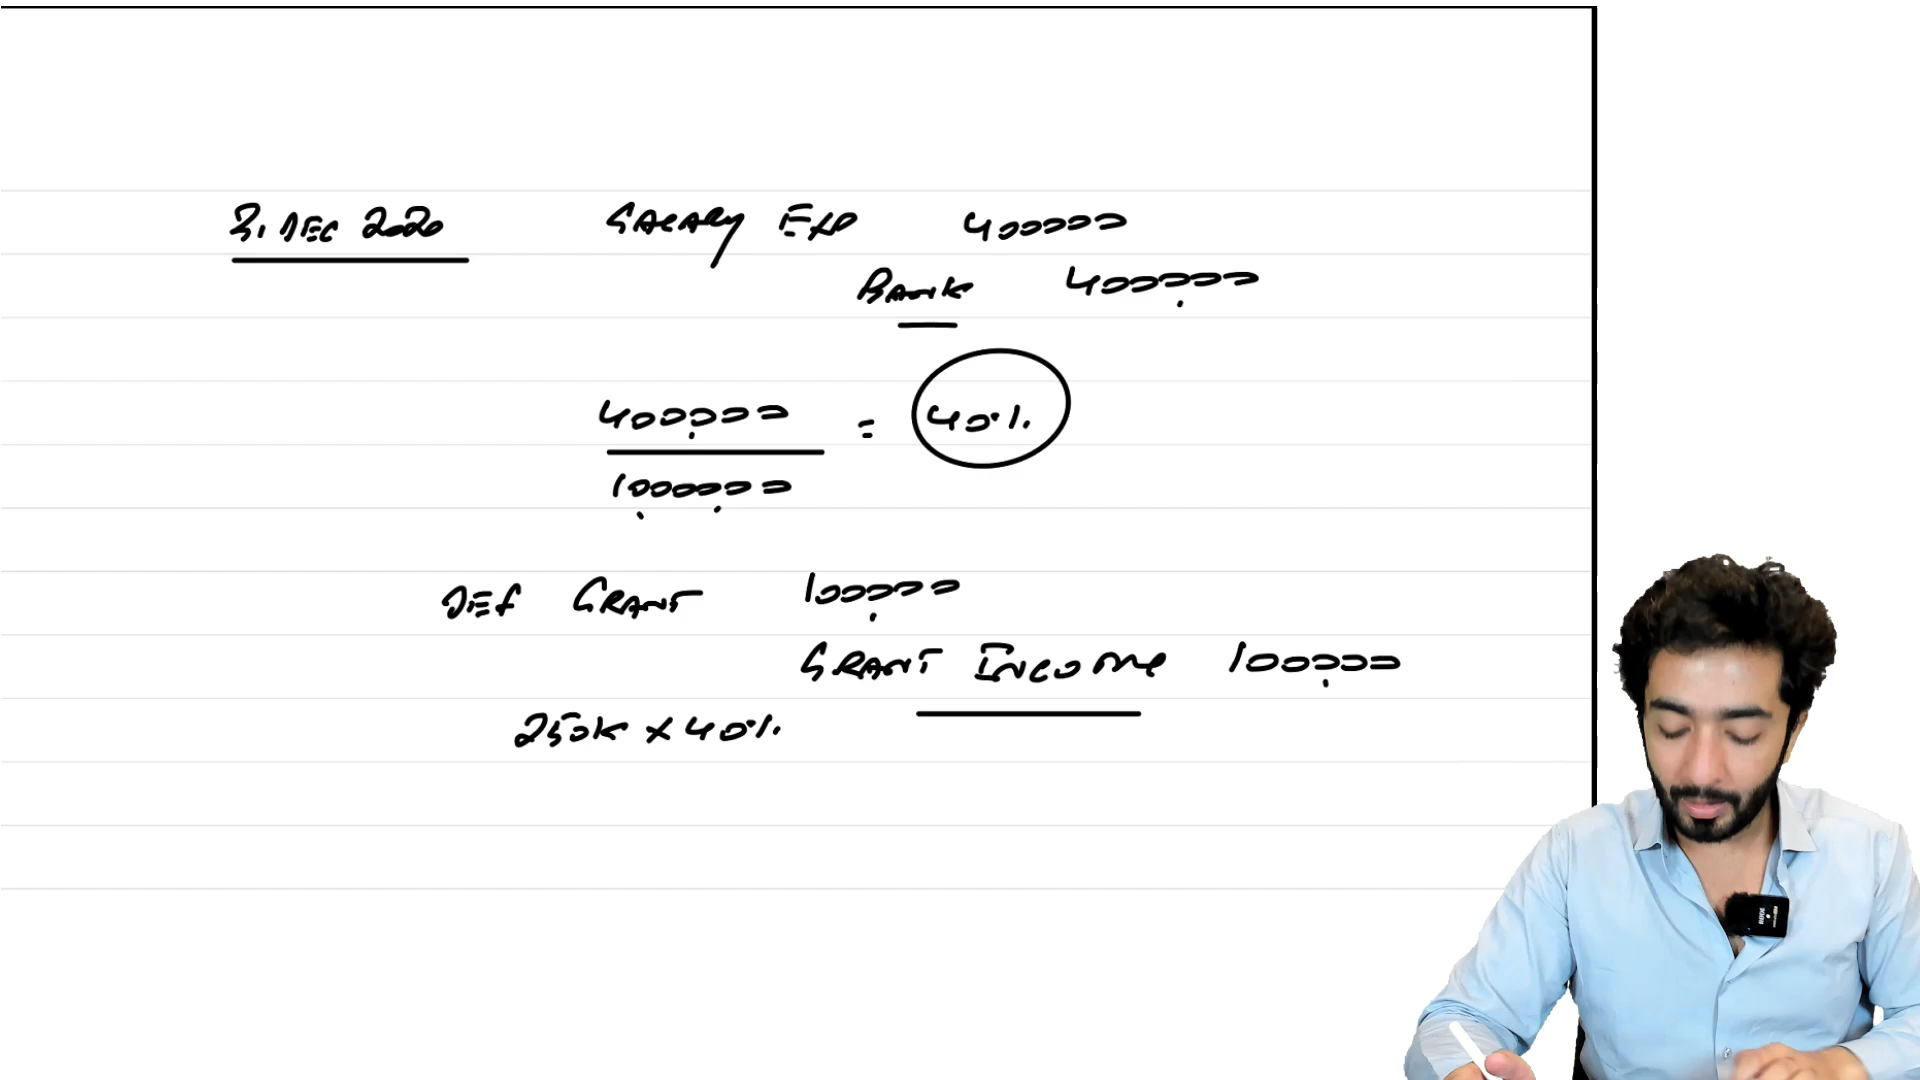 31 DEC 2020 SALARY EXP 400000
BANK 400000
400000 = 40%
1000000
DEF GRANT 100000
GRANT INCOME 100000
250K × 40%